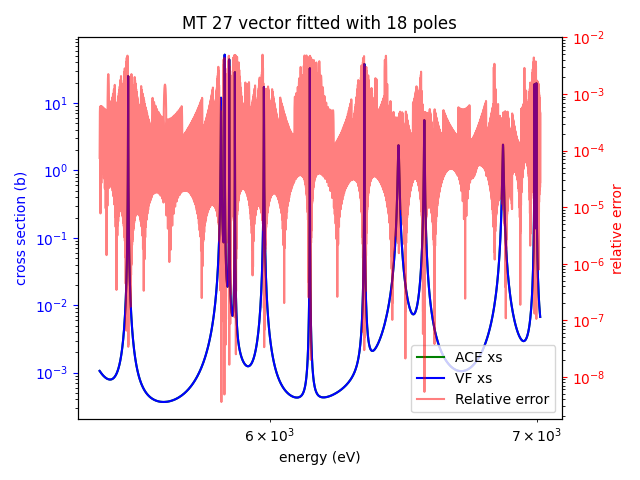 MT 27 vector fitted with 18 poles
cross section (b)
10¹
10⁰
10⁻¹
10⁻²
10⁻³
10⁻²
10⁻³
10⁻⁴
10⁻⁵
10⁻⁶
10⁻⁷
10⁻⁸
relative error
ACE xs
VF xs
Relative error
6 × 10³
7 × 10³
energy (eV)